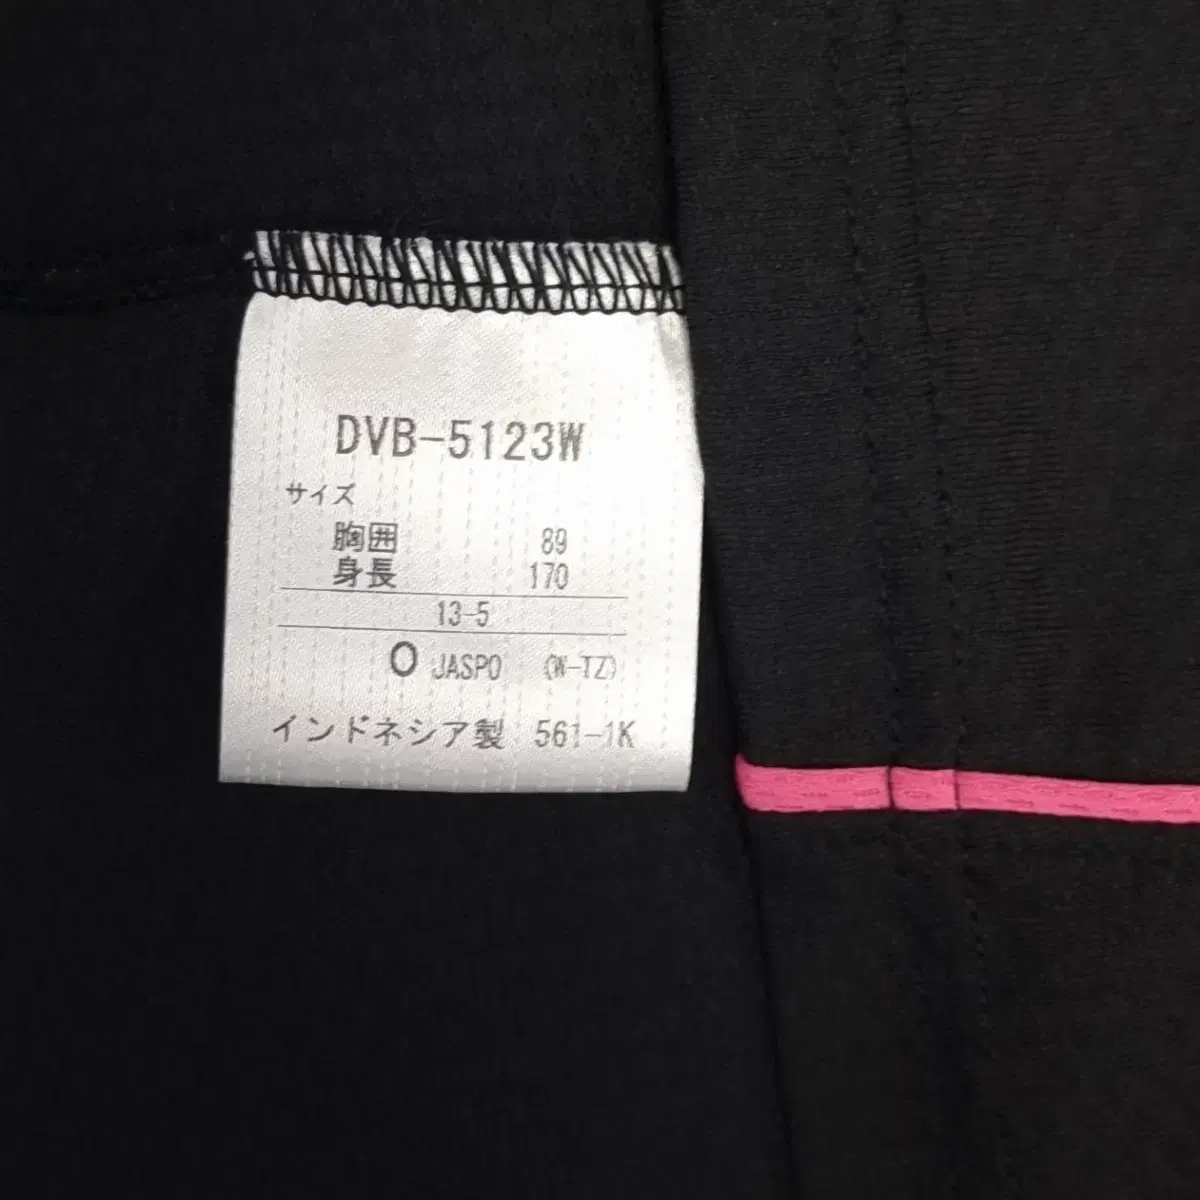 DVB-5123W
サイズ
胸囲 89
身長 170
13-5
O JASPO (W-TZ)
インドネシア製 561-1K